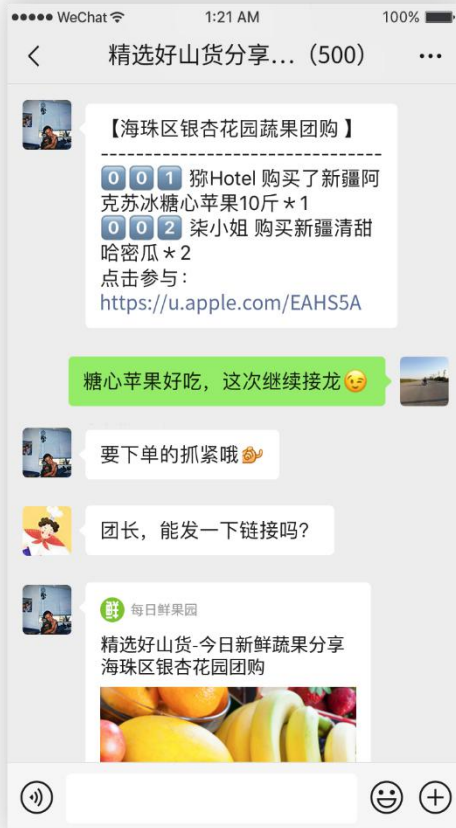 ●●●●● WeChat 1:21 AM 100%
精选好山货分享...（500）
【海珠区银杏花园蔬果团购 】
--------------------------------
001 猕Hotel 购买了新疆阿
克苏冰糖心苹果10斤*1
002 柒小姐 购买新疆清甜
哈密瓜*2
点击参与：
https://u.apple.com/EAHS5A
糖心苹果好吃，这次继续接龙😉
要下单的抓紧哦
团长，能发一下链接吗？
鲜 每日鲜果园
精选好山货-今日新鲜蔬果分享
海珠区银杏花园团购